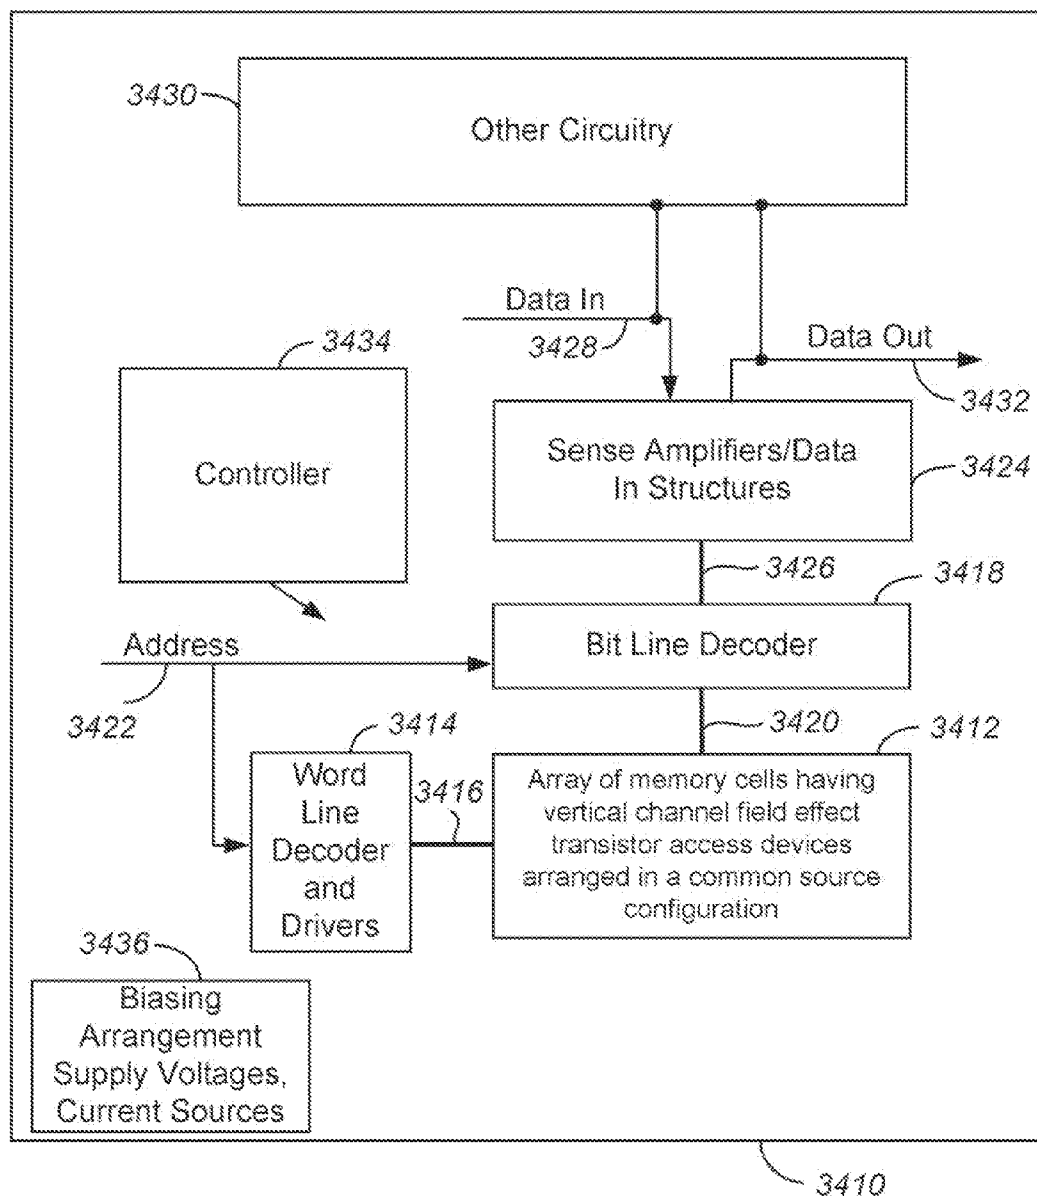 3430
Other Circuitry
Data In
3428
Data Out
3432
3434
Controller
Sense Amplifiers/Data
In Structures
3424
3426
3418
Bit Line Decoder
Address
3422
3420
3414
3412
Word
Line
Decoder
and
Drivers
3416
Array of memory cells having
vertical channel field effect
transistor access devices
arranged in a common source
configuration
3436
Biasing
Arrangement
Supply Voltages,
Current Sources
3410